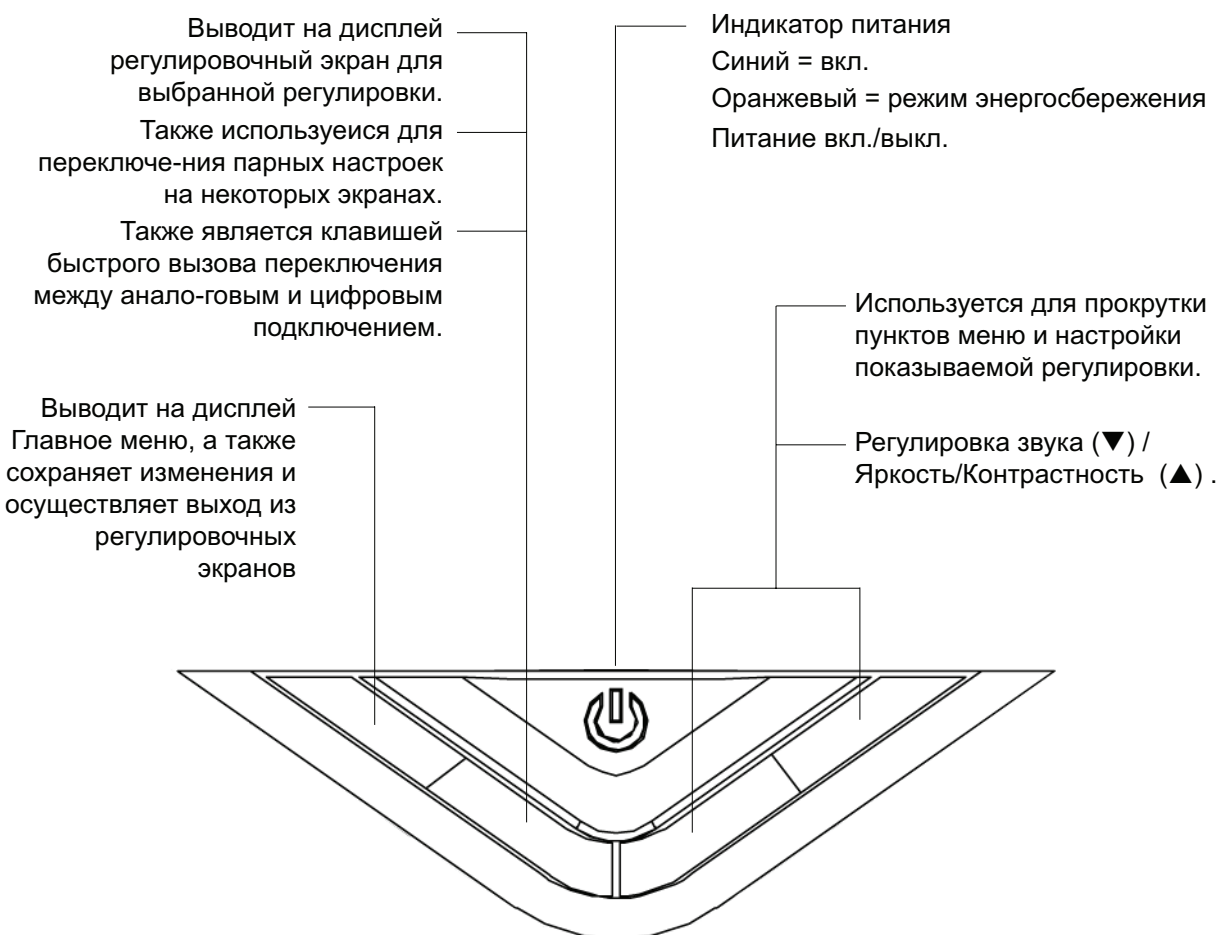 Выводит на дисплей
регулировочный экран для
выбранной регулировки.
Также используеися для
переключе-ния парных настроек
на некоторых экранах.
Также является клавишей
быстрого вызова переключения
между анало-говым и цифровым
подключением.
Выводит на дисплей
Главное меню, а также
сохраняет изменения и
осуществляет выход из
регулировочных
экранов
Индикатор питания
Синий = вкл.
Оранжевый = режим энергосбережения
Питание вкл./выкл.
Используется для прокрутки
пунктов меню и настройки
показываемой регулировки.
Регулировка звука (▼) /
Яркость/Контрастность (▲) .